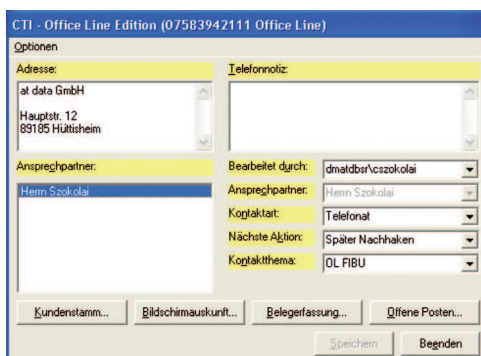 CTI - Office Line Edition (07583942111 Office Line)
Optionen
Adresse:
at data GmbH
Hauptstr. 12
89185 Hüttisheim
Telefonnotiz:
Ansprechpartner:
Herrn Szokolai
Bearbeitet durch: dmatdbsr\cszokolai
Ansprechpartner: Herrn Szokolai
Kontaktart: Telefonat
Nächste Aktion: Später Nachhaken
Kontaktthema: OL FIBU
Kundenstamm... Bildschirmauskunft... Belegerfassung... Offene Posten...
Speichern Beenden